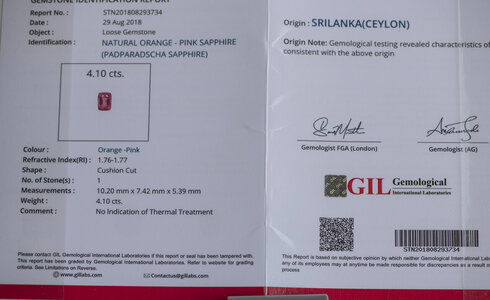 GEMSTONE IDENTIFICATION REPORT
Report No. : STN201808293734
Date : 29 Aug 2018
Object : Loose Gemstone
Identification : NATURAL ORANGE - PINK SAPPHIRE
(PADPARADSCHA SAPPHIRE)
4.10 cts.
Colour : Orange -Pink
Refractive Index(RI) : 1.76-1.77
Shape : Cushion Cut
No. of Stone(s) : 1
Measurements : 10.20 mm x 7.42 mm x 5.39 mm
Weight : 4.10 cts.
Comment : No Indication of Thermal Treatment
Please contact GIL, Gemological International Laboratories if this report or seal has been tampered with.
This report has been graded by Gemological International Laboratories. Refer to website for grading
criteria. See Limitations on Reverse.
www.gillabs.com Contactus@gillabs.com
Origin : SRILANKA(CEYLON)
Origin Note: Gemological testing revealed characteristics of
consistent with the above origin
Gemologist FGA (London)
Gemologist (AG)
GIL Gemological
International Laboratories
STN201808293734
This Report is based on subjective opinion by which neither Gemological International Lab
any of its employees may at anytime be made responsible for discrepancies as a result
process